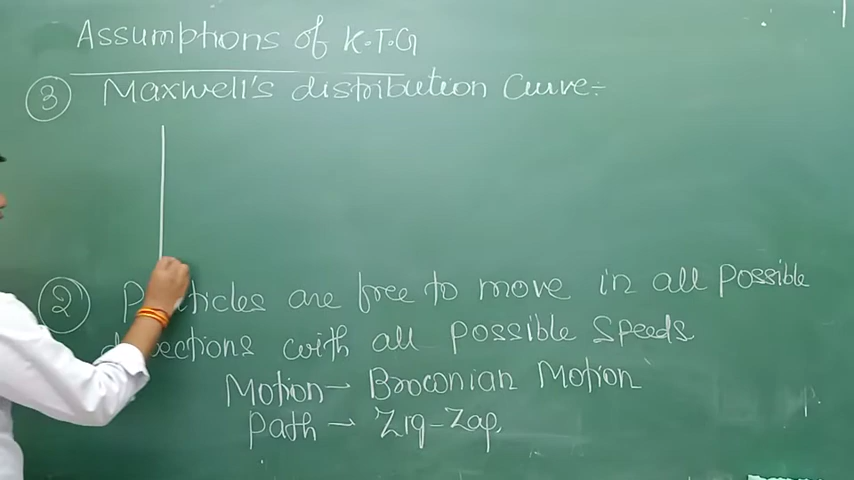 Assumptions of K.T.G
③ Maxwell's distribution Curve:-
② Particles are free to move in all possible
directions with all possible Speeds
Motion → Broconian Motion
Path → Zig-Zag